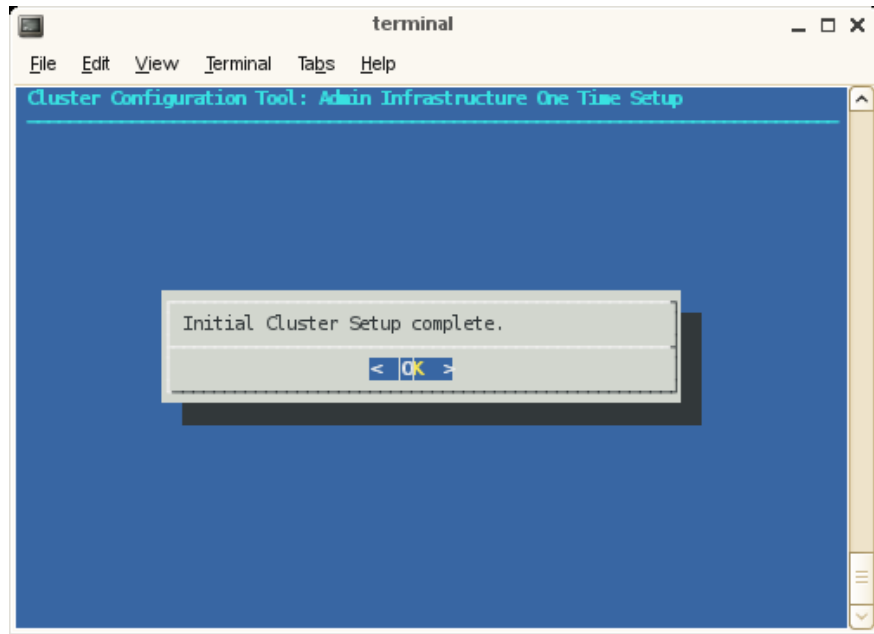 terminal
File Edit View Terminal Tabs Help
Cluster Configuration Tool: Admin Infrastructure One Time Setup
Initial Cluster Setup complete.
< OK >